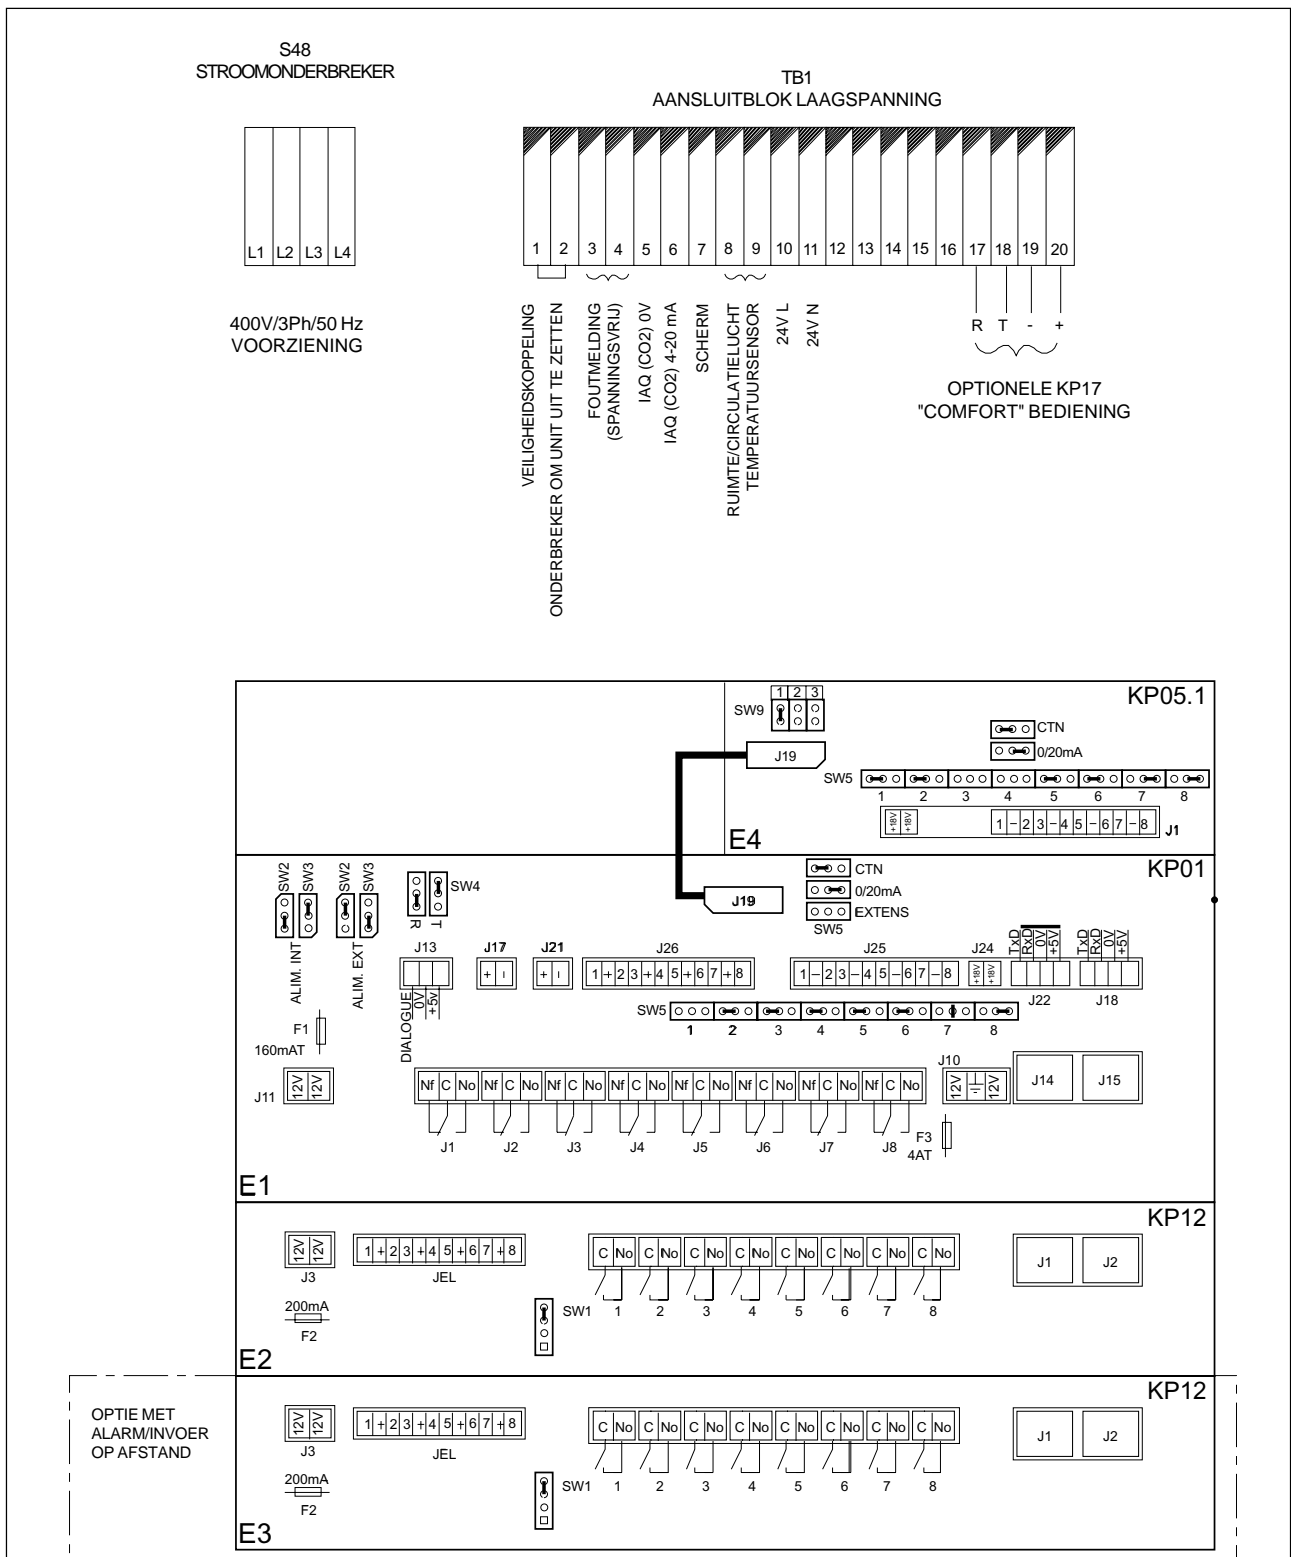 S48
STROOMONDERBREKER
TB1
AANSLUITBLOK LAAGSPANNING
L1 L2 L3 L4
1 2 3 4 5 6 7 8 9 10 11 12 13 14 15 16 17 18 19 20
400V/3Ph/50 Hz
VOORZIENING
VEILIGHEIDSKOPPELING
ONDERBREKER OM UNIT UIT TE ZETTEN
FOUTMELDING
(SPANNINGSVRIJ)
IAQ (CO2) 0V
IAQ (CO2) 4-20 mA
SCHERM
RUIMTE/CIRCULATIELUCHT
TEMPERATUURSENSOR
24V L
24V N
R T - +
OPTIONELE KP17
"COMFORT" BEDIENING
KP05.1
1 2 3
SW9
CTN
J19
0/20mA
SW5
1 2 3 4 5 6 7 8
+18V +18V
1 - 2 3 - 4 5 - 6 7 - 8
J1
E4
KP01
SW2 SW3 SW2 SW3
SW4
R T
CTN
0/20mA
EXTENS
SW5
J19
ALIM. INT
ALIM. EXT
J13 J17 J21 J26 J25 J24
TxD RxD 0V +5V
TxD RxD 0V +5V
+ -
+ -
1 + 2 3 + 4 5 + 6 7 + 8
1 - 2 3 - 4 5 - 6 7 - 8
+18V +18V
J22 J18
DIALOGUE 0V +5v
SW5
1 2 3 4 5 6 7 8
F1
160mAT
J11
12V 12V
Nf C No Nf C No Nf C No Nf C No Nf C No Nf C No Nf C No Nf C No
J10
12V 12V
J14 J15
J1 J2 J3 J4 J5 J6 J7 J8
F3
4AT
E1
KP12
12V 12V
J3
1 + 2 3 + 4 5 + 6 7 + 8
JEL
C No C No C No C No C No C No C No C No
J1 J2
200mA
F2
SW1
1 2 3 4 5 6 7 8
E2
KP12
OPTIE MET
ALARM/INVOER
OP AFSTAND
12V 12V
J3
1 + 2 3 + 4 5 + 6 7 + 8
JEL
C No C No C No C No C No C No C No C No
J1 J2
200mA
F2
SW1
1 2 3 4 5 6 7 8
E3